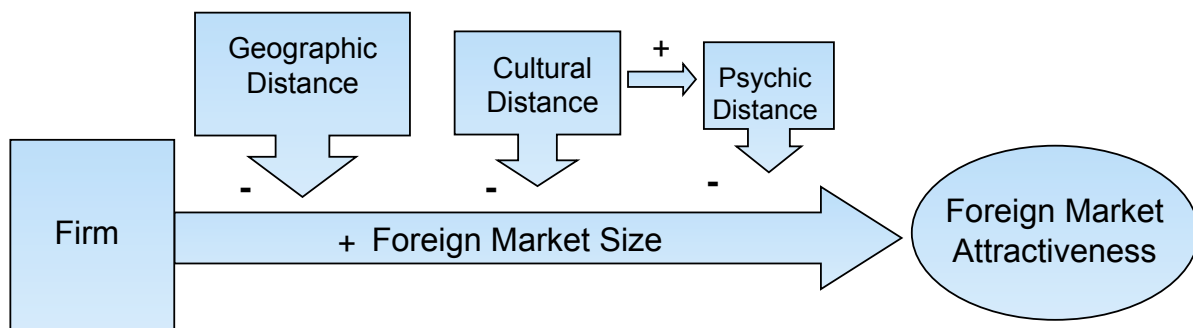 Geographic
Distance
Cultural
Distance
+
Psychic
Distance
-
-
-
Firm
+ Foreign Market Size
Foreign Market
Attractiveness